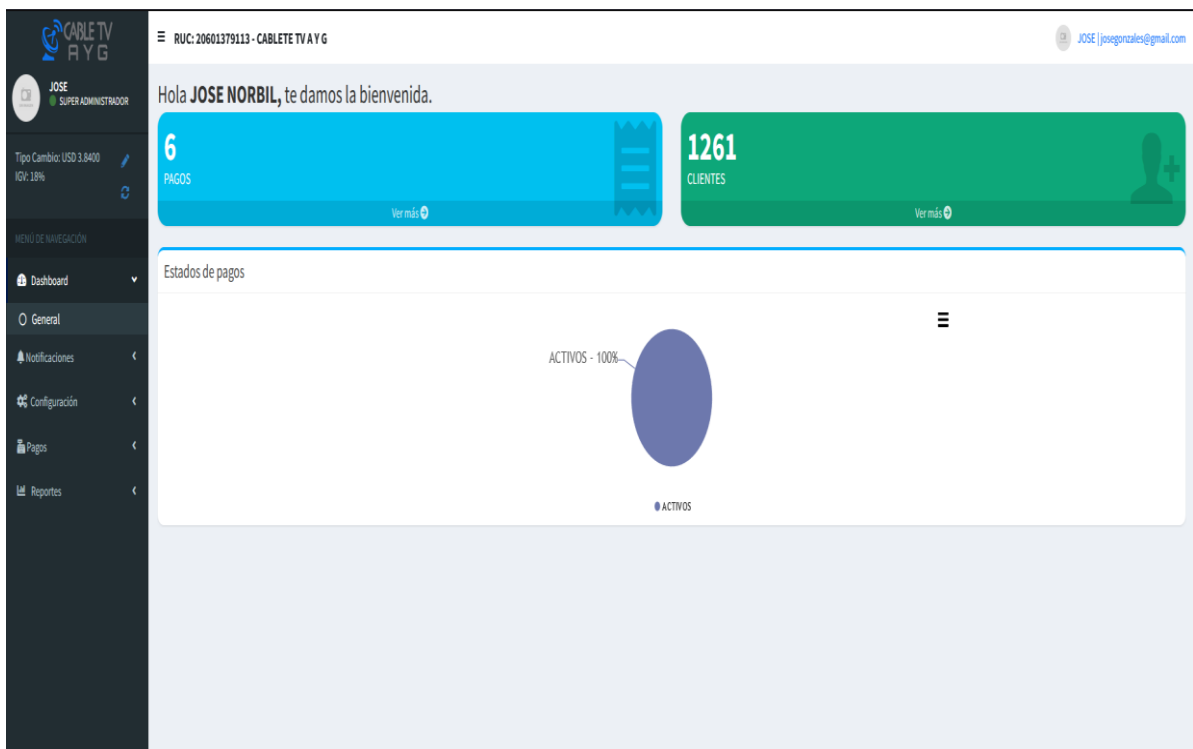 CABLE TV
A Y G
RUC: 20601379113 - CABLETE TV A Y G
JOSE | josegonzales@gmail.com
JOSE
SUPER ADMINISTRADOR
Tipo Cambio: USD 3.8400
IGV: 18%
MENÚ DE NAVEGACIÓN
Dashboard
General
Notificaciones
Configuración
Pagos
Reportes
Hola JOSE NORBIL, te damos la bienvenida.
6
PAGOS
Ver más
1261
CLIENTES
Ver más
Estados de pagos
ACTIVOS - 100%
ACTIVOS